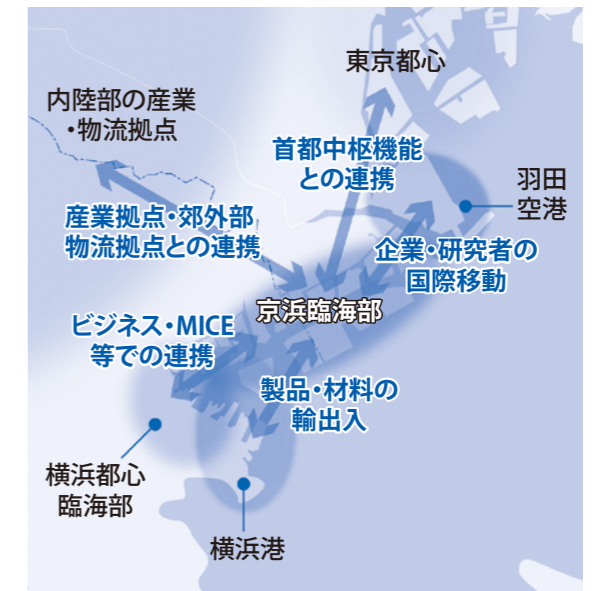 東京都心
内陸部の産業
・物流拠点
首都中枢機能
との連携
羽田
空港
産業拠点・郊外部
物流拠点との連携
企業・研究者の
国際移動
京浜臨海部
ビジネス・MICE
等での連携
製品・材料の
輸出入
横浜都心
臨海部
横浜港